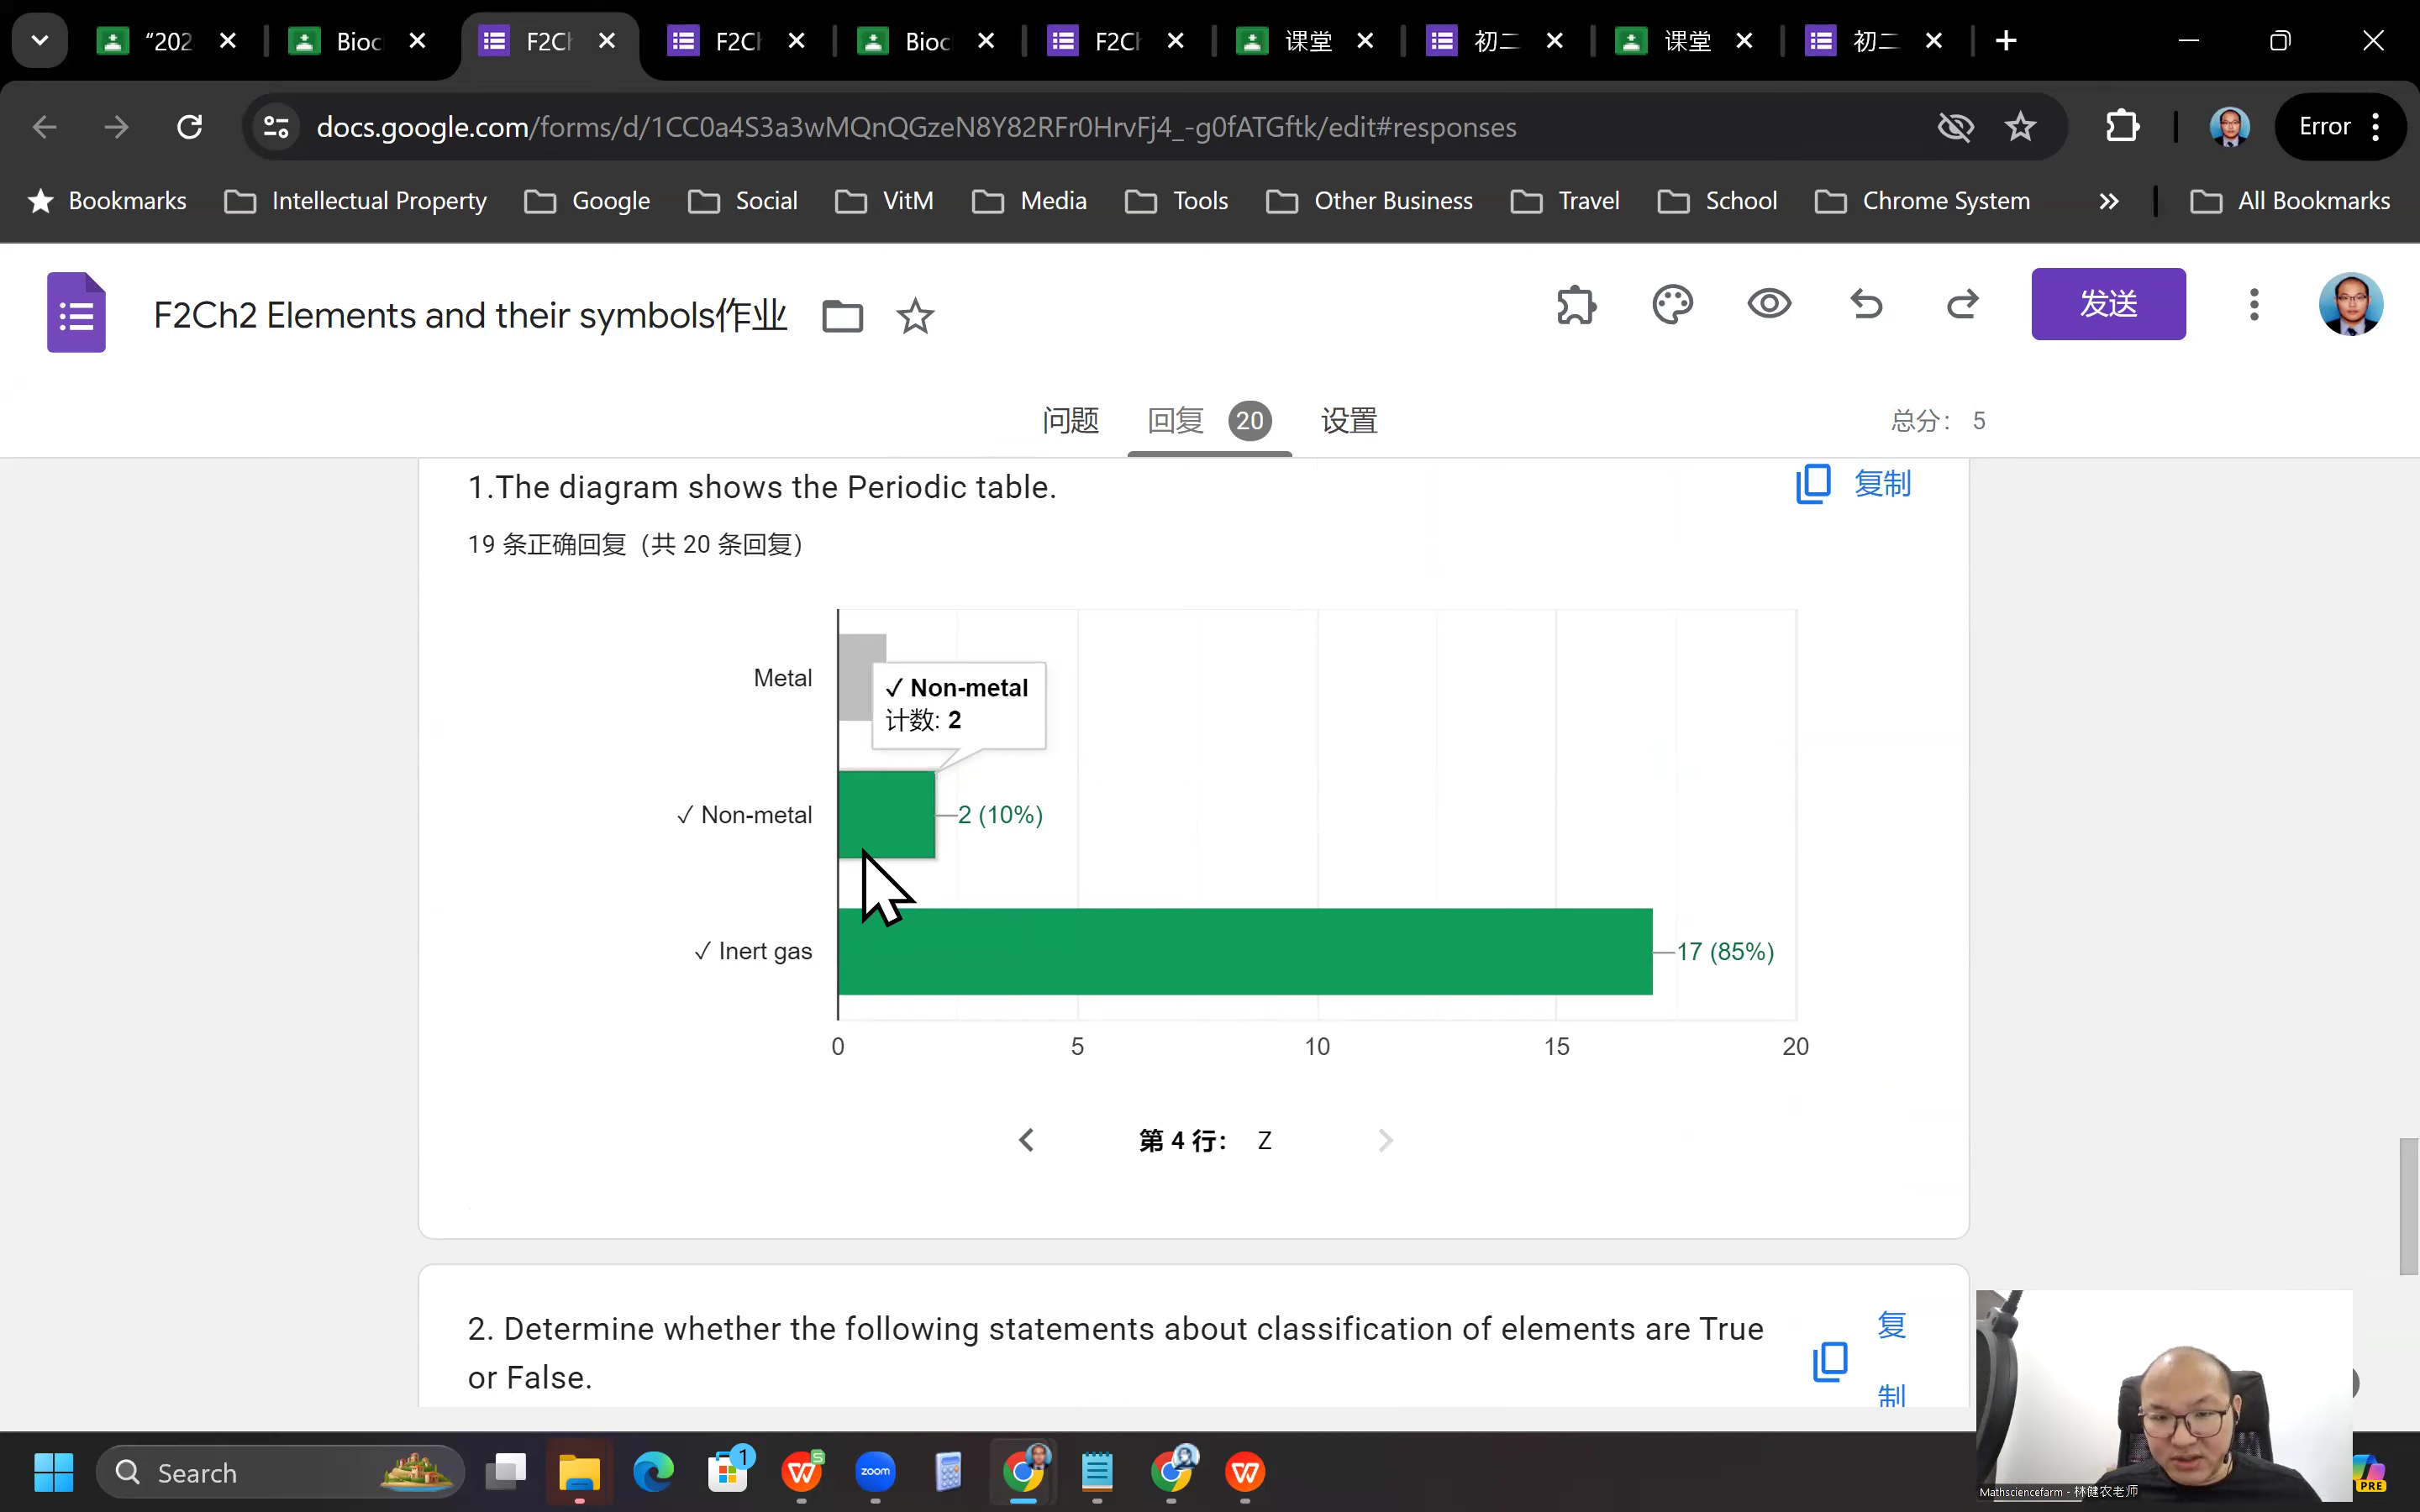 "202
Bioc
F2Ch
F2Ch
Bioc
F2Ch
课堂
初二
课堂
初二
docs.google.com/forms/d/1CC0a4S3a3wMQnQGzeN8Y82RFr0HrvFj4_-g0fATGftk/edit#responses
Error
Bookmarks
Intellectual Property
Google
Social
VitM
Media
Tools
Other Business
Travel
School
Chrome System
All Bookmarks
F2Ch2 Elements and their symbols作业
发送
问题
回复 20
设置
总分： 5
1.The diagram shows the Periodic table.
复制
19 条正确回复（共 20 条回复）
Metal
✓ Non-metal
计数: 2
✓ Non-metal
2 (10%)
✓ Inert gas
17 (85%)
0 5 10 15 20
第 4 行： Z
2. Determine whether the following statements about classification of elements are True
or False.
复
制
Search
1
S
zoom
PRE
Mathsciencefarm - 林健农老师